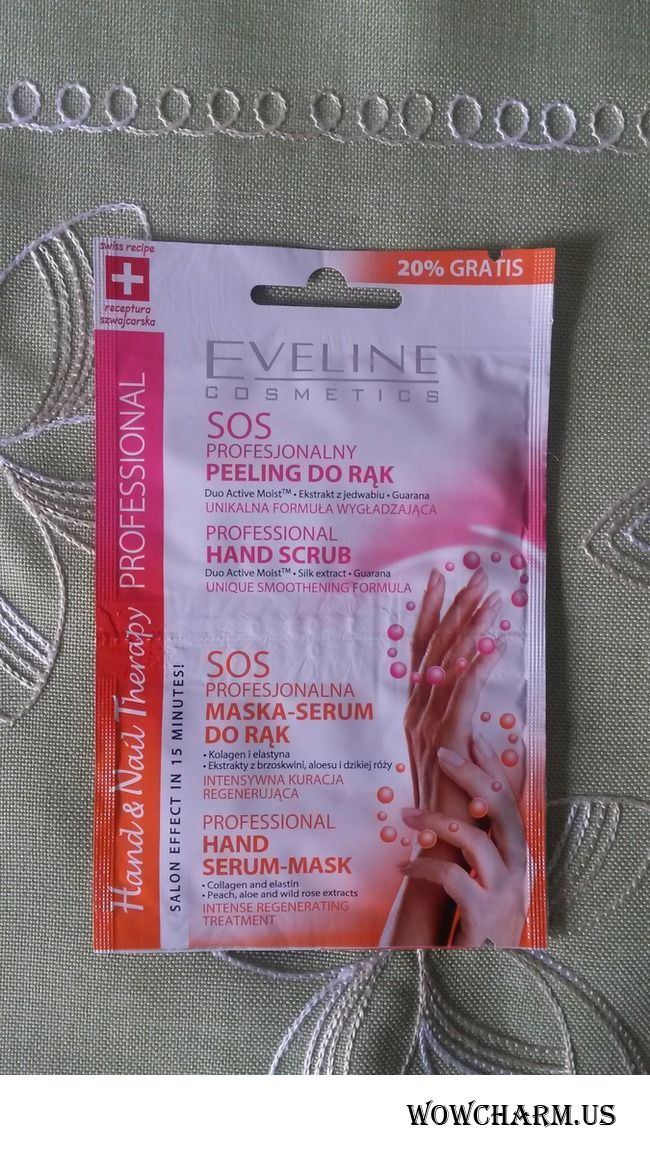 swiss recipe
receptura
szwajcarska
20% GRATIS
EVELINE
COSMETICS
SOS
PROFESJONALNY
PEELING DO RĄK
Duo Active Moist™ • Ekstrakt z jedwabiu • Guarana
UNIKALNA FORMUŁA WYGŁADZAJĄCA
PROFESSIONAL
HAND SCRUB
Duo Active Moist™ • Silk extract • Guarana
UNIQUE SMOOTHENING FORMULA
SOS
PROFESJONALNA
MASKA-SERUM
DO RĄK
• Kolagen i elastyna
• Ekstrakty z brzoskwini, aloesu i dzikiej róży
INTENSYWNA KURACJA
REGENERUJĄCA
PROFESSIONAL
HAND
SERUM-MASK
• Collagen and elastin
• Peach, aloe and wild rose extracts
INTENSE REGENERATING
TREATMENT
Hand & Nail Therapy PROFESSIONAL
SALON EFFECT IN 15 MINUTES!
WOWCHARM.US